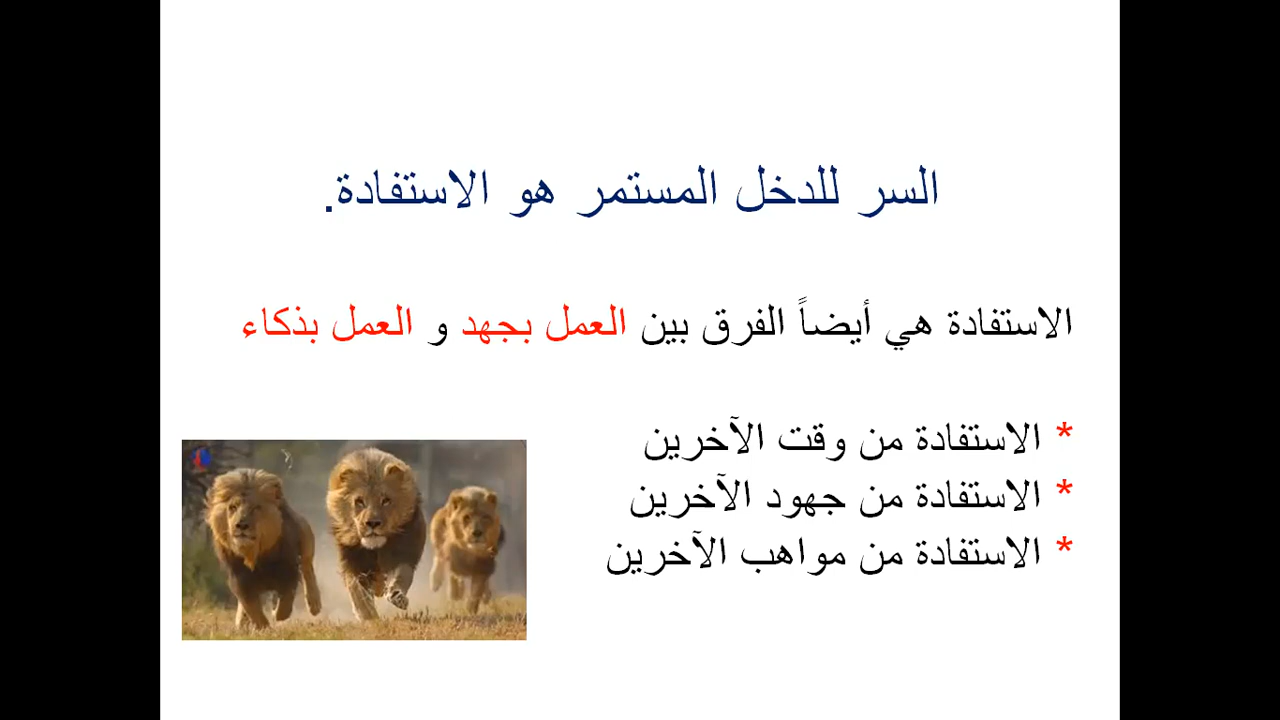 السر للدخل المستمر هو الاستفادة.
الاستفادة هي أيضاً الفرق بين العمل بجهد و العمل بذكاء
* الاستفادة من وقت الآخرين
* الاستفادة من جهود الآخرين
* الاستفادة من مواهب الآخرين